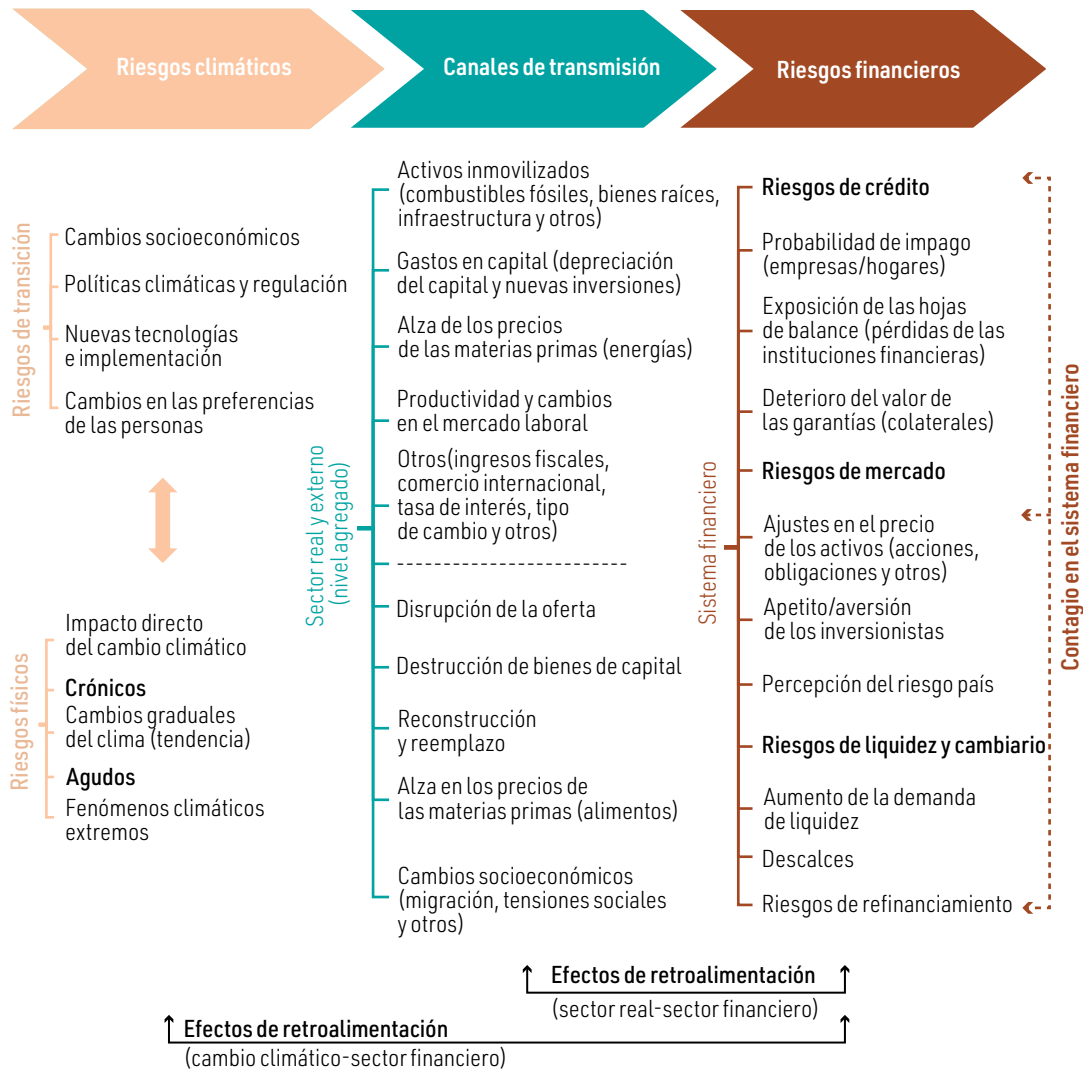 Riesgos climáticos
Canales de transmisión
Riesgos financieros
Riesgos de transición
Cambios socioeconómicos
Políticas climáticas y regulación
Nuevas tecnologías
e implementación
Cambios en las preferencias
de las personas
Riesgos físicos
Impacto directo
del cambio climático
Crónicos
Cambios graduales
del clima (tendencia)
Agudos
Fenómenos climáticos
extremos
Sector real y externo
(nivel agregado)
Activos inmovilizados
(combustibles fósiles, bienes raíces,
infraestructura y otros)
Gastos en capital (depreciación
del capital y nuevas inversiones)
Alza de los precios
de las materias primas (energías)
Productividad y cambios
en el mercado laboral
Otros(ingresos fiscales,
comercio internacional,
tasa de interés, tipo
de cambio y otros)
Disrupción de la oferta
Destrucción de bienes de capital
Reconstrucción
y reemplazo
Alza en los precios de
las materias primas (alimentos)
Cambios socioeconómicos
(migración, tensiones sociales
y otros)
Sistema financiero
Riesgos de crédito
Probabilidad de impago
(empresas/hogares)
Exposición de las hojas
de balance (pérdidas de las
instituciones financieras)
Deterioro del valor de
las garantías (colaterales)
Riesgos de mercado
Ajustes en el precio
de los activos (acciones,
obligaciones y otros)
Apetito/aversión
de los inversionistas
Percepción del riesgo país
Riesgos de liquidez y cambiario
Aumento de la demanda
de liquidez
Descalces
Riesgos de refinanciamiento
Contagio en el sistema financiero
Efectos de retroalimentación
(sector real-sector financiero)
Efectos de retroalimentación
(cambio climático-sector financiero)